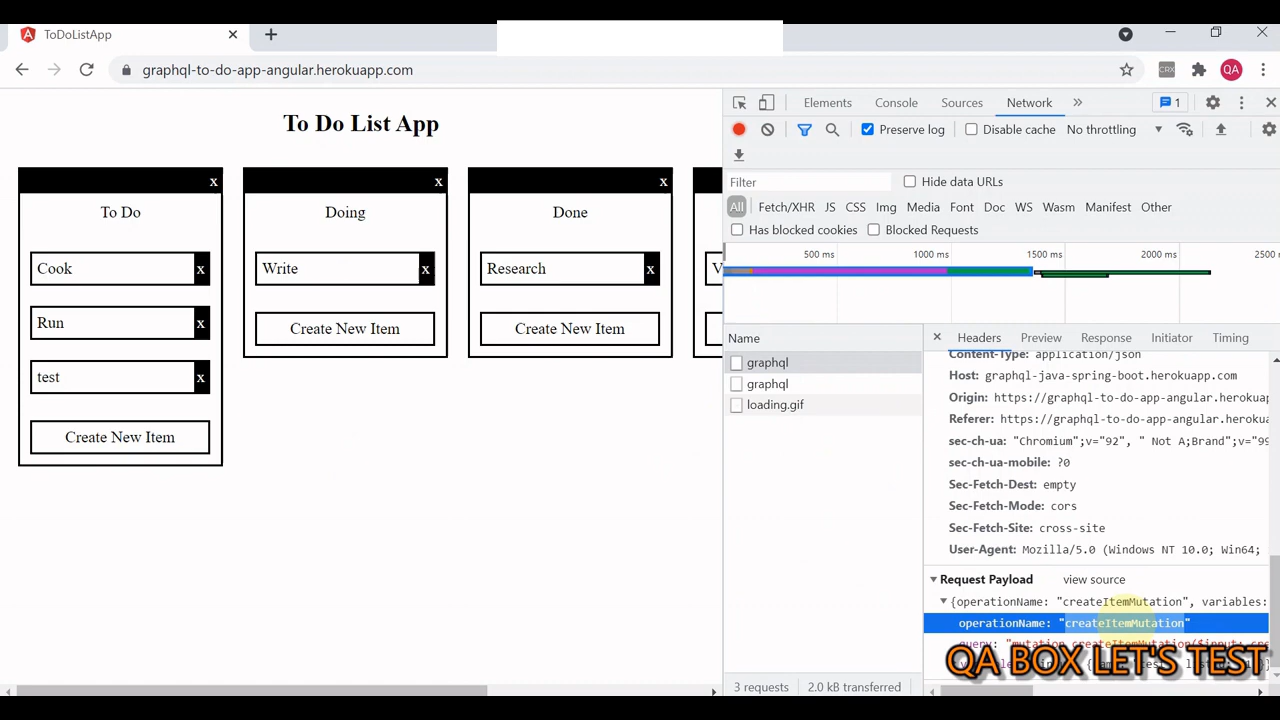 ToDoListApp
graphql-to-do-app-angular.herokuapp.com
CRX
QA
To Do List App
x
To Do
Cook x
Run x
test x
Create New Item
x
Doing
Write x
Create New Item
x
Done
Research x
Create New Item
V
Elements Console Sources Network » 1
Preserve log Disable cache No throttling
Filter Hide data URLs
All Fetch/XHR JS CSS Img Media Font Doc WS Wasm Manifest Other
Has blocked cookies Blocked Requests
500 ms 1000 ms 1500 ms 2000 ms 2500
Name
graphql
graphql
loading.gif
3 requests 2.0 kB transferred
Headers Preview Response Initiator Timing
Content-Type: application/json
Host: graphql-java-spring-boot.herokuapp.com
Origin: https://graphql-to-do-app-angular.herokuap
Referer: https://graphql-to-do-app-angular.herokua
sec-ch-ua: "Chromium";v="92", " Not A;Brand";v="99
sec-ch-ua-mobile: ?0
Sec-Fetch-Dest: empty
Sec-Fetch-Mode: cors
Sec-Fetch-Site: cross-site
User-Agent: Mozilla/5.0 (Windows NT 10.0; Win64;
Request Payload view source
{operationName: "createItemMutation", variables:
operationName: "createItemMutation"
query: "mutation createItemMutation($input: cre
QA BOX LET'S TEST